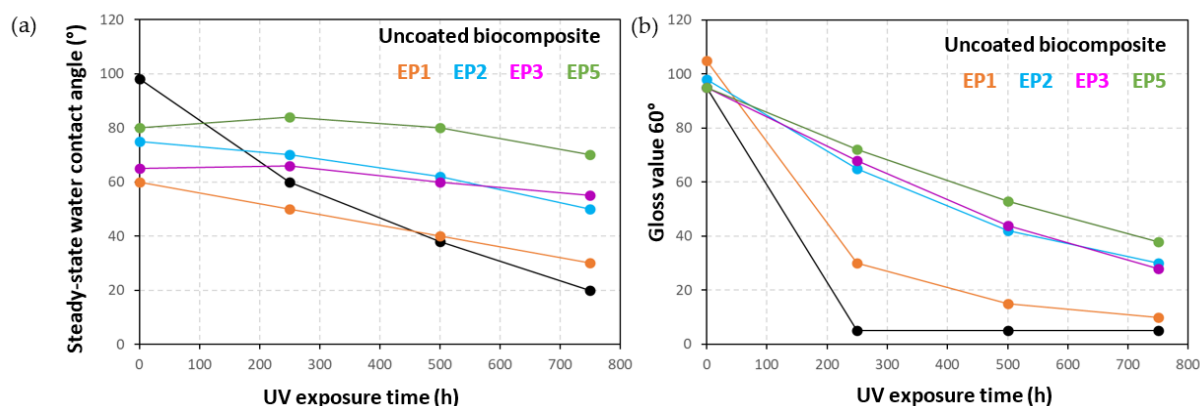 (a)
Steady-state water contact angle (°)
120
100
80
60
40
20
0
Uncoated biocomposite
EP1 EP2 EP3 EP5
0 100 200 300 400 500 600 700 800
UV exposure time (h)
(b)
Gloss value 60°
120
100
80
60
40
20
0
Uncoated biocomposite
EP1 EP2 EP3 EP5
0 100 200 300 400 500 600 700 800
UV exposure time (h)